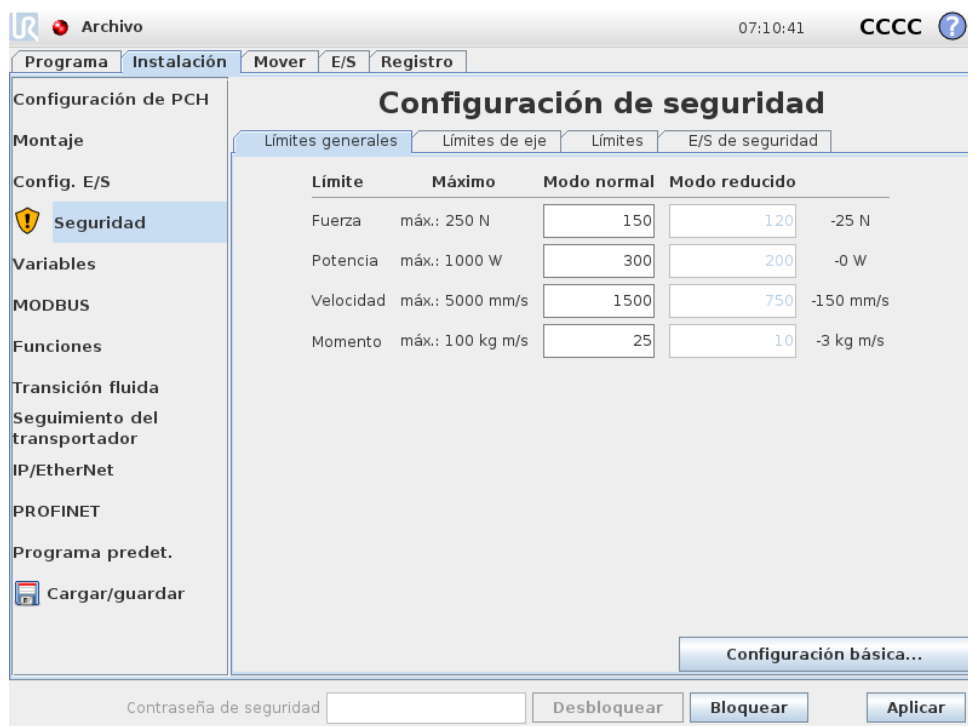 UR Archivo 07:10:41 CCCC ?
Programa Instalación Mover E/S Registro
Configuración de PCH
Montaje
Config. E/S
Seguridad
Variables
MODBUS
Funciones
Transición fluida
Seguimiento del
transportador
IP/EtherNet
PROFINET
Programa predet.
Cargar/guardar
Configuración de seguridad
Límites generales Límites de eje Límites E/S de seguridad
Límite Máximo Modo normal Modo reducido
Fuerza máx.: 250 N 150 120 -25 N
Potencia máx.: 1000 W 300 200 -0 W
Velocidad máx.: 5000 mm/s 1500 750 -150 mm/s
Momento máx.: 100 kg m/s 25 10 -3 kg m/s
Configuración básica...
Contraseña de seguridad Desbloquear Bloquear Aplicar